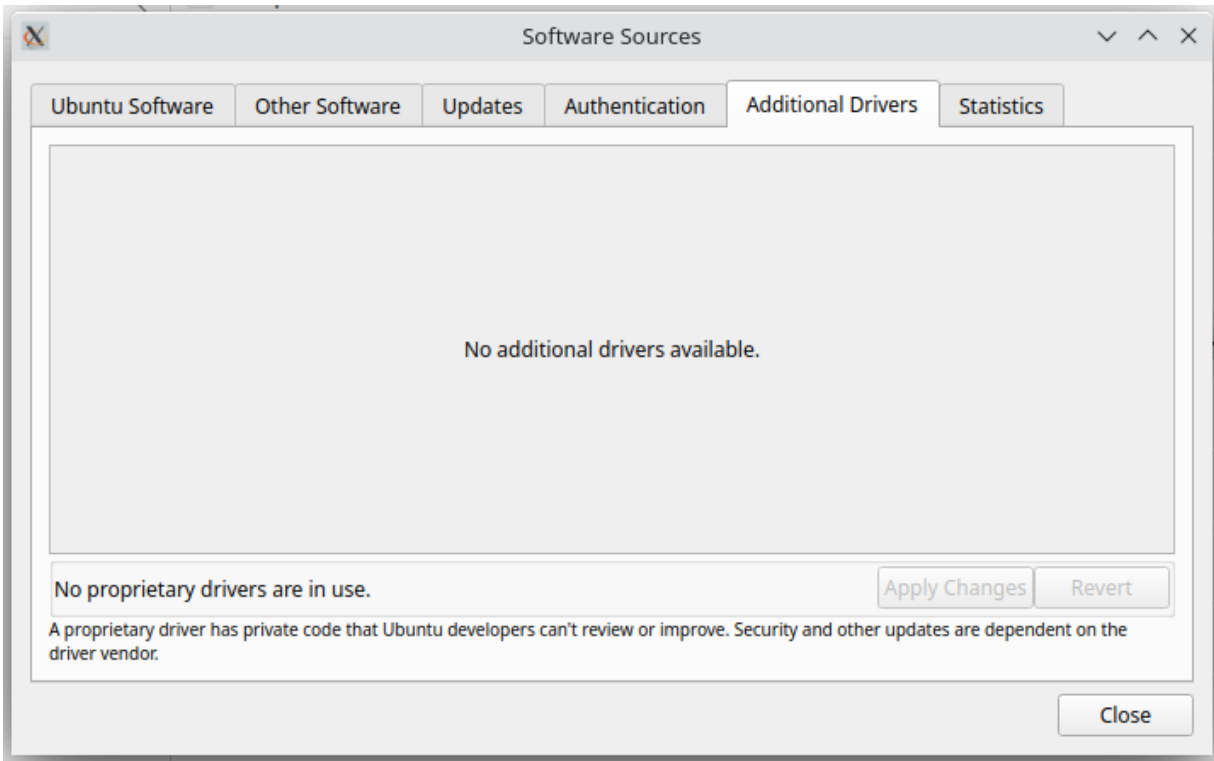 Software Sources
Ubuntu Software Other Software Updates Authentication Additional Drivers Statistics
No additional drivers available.
No proprietary drivers are in use. Apply Changes Revert
A proprietary driver has private code that Ubuntu developers can't review or improve. Security and other updates are dependent on the
driver vendor.
Close